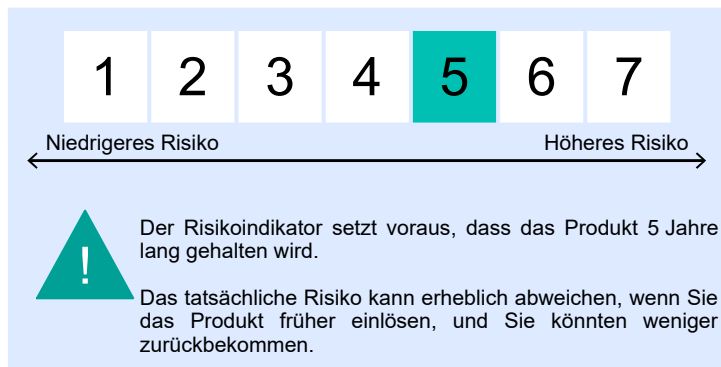 1 2 3 4 5 6 7
Niedrigeres Risiko Höheres Risiko
Der Risikoindikator setzt voraus, dass das Produkt 5 Jahre
lang gehalten wird.
!
Das tatsächliche Risiko kann erheblich abweichen, wenn Sie
das Produkt früher einlösen, und Sie könnten weniger
zurückbekommen.